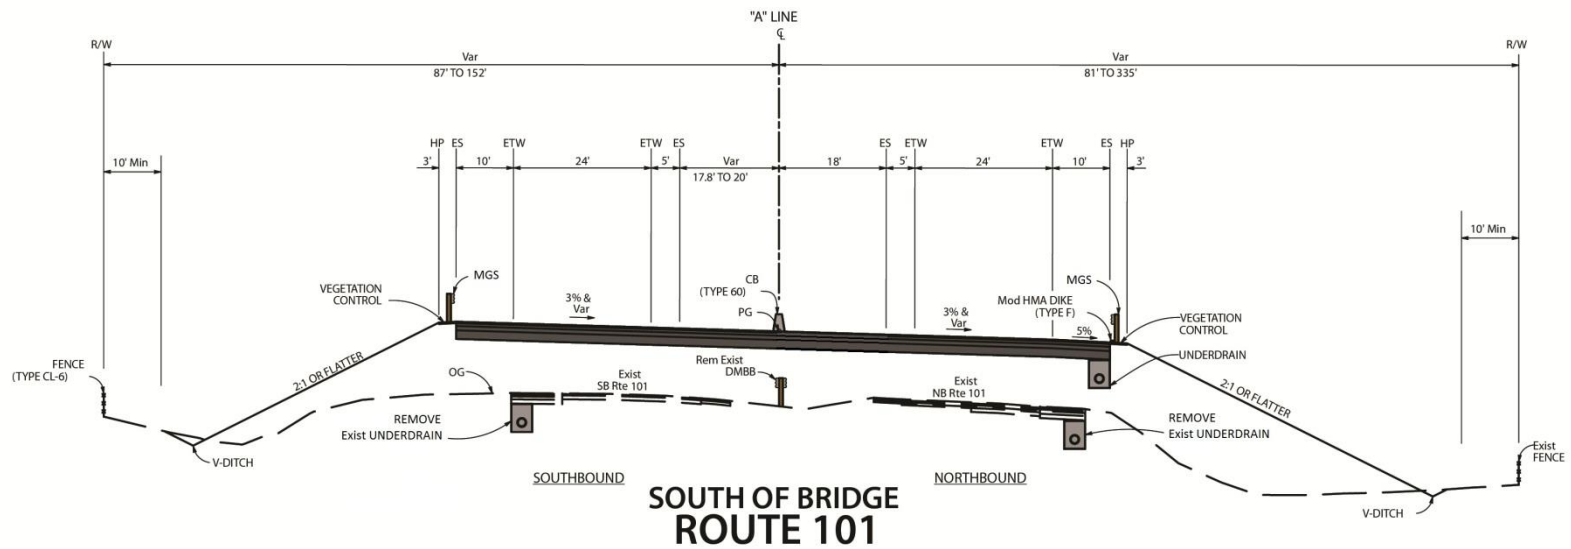 "A" LINE
℄
R/W
Var
Var
R/W
87' TO 152'
81' TO 335'
HP ES ETW ETW ES ES ETW ETW ES HP
10' Min
3' 10' 24' 5' Var 18' 5' 24' 10' 3'
17.8' TO 20'
10' Min
MGS
CB
(TYPE 60)
MGS
VEGETATION
CONTROL
3% &
Var
PG
3% &
Var
Mod HMA DIKE
(TYPE F)
5%
VEGETATION
CONTROL
UNDERDRAIN
FENCE
(TYPE CL-6)
2:1 OR FLATTER
OG
Exist
SB Rte 101
Rem Exist
DMBB
Exist
NB Rte 101
2:1 OR FLATTER
REMOVE
Exist UNDERDRAIN
REMOVE
Exist UNDERDRAIN
Exist
FENCE
V-DITCH
SOUTHBOUND
NORTHBOUND
V-DITCH
SOUTH OF BRIDGE
ROUTE 101